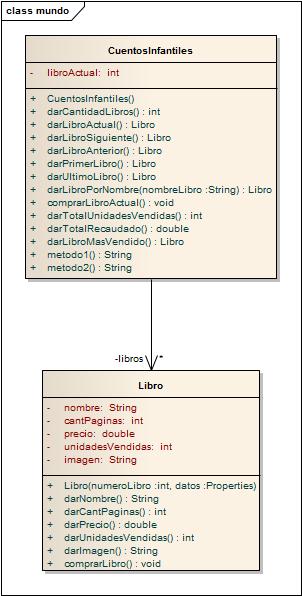 class mundo
CuentosInfantiles
- libroActual: int
+ CuentosInfantiles()
+ darCantidadLibros() : int
+ darLibroActual() : Libro
+ darLibroSiguiente() : Libro
+ darLibroAnterior() : Libro
+ darPrimerLibro() : Libro
+ darUltimoLibro() : Libro
+ darLibroPorNombre(nombreLibro :String) : Libro
+ comprarLibroActual() : void
+ darTotalUnidadesVendidas() : int
+ darTotalRecaudado() : double
+ darLibroMasVendido() : Libro
+ metodo1() : String
+ metodo2() : String
-libros *
Libro
- nombre: String
- cantPaginas: int
- precio: double
- unidadesVendidas: int
- imagen: String
+ Libro(numeroLibro :int, datos :Properties)
+ darNombre() : String
+ darCantPaginas() : int
+ darPrecio() : double
+ darUnidadesVendidas() : int
+ darImagen() : String
+ comprarLibro() : void